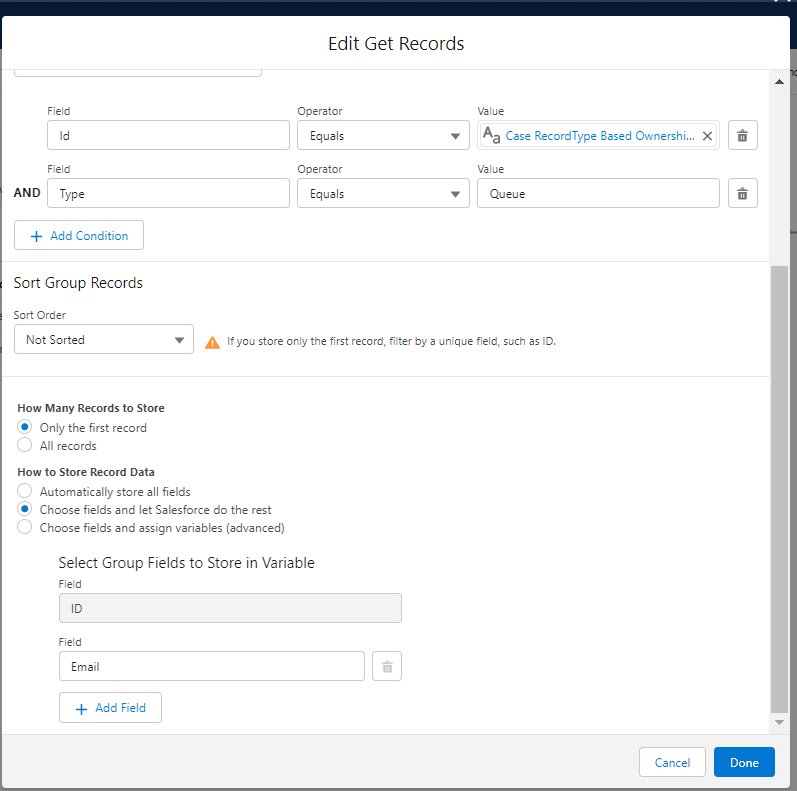 Edit Get Records
Field Operator Value
Id Equals Aa Case RecordType Based Ownershi...
Field Operator Value
AND Type Equals Queue
Add Condition
Sort Group Records
Sort Order
Not Sorted If you store only the first record, filter by a unique field, such as ID.
How Many Records to Store
Only the first record
All records
How to Store Record Data
Automatically store all fields
Choose fields and let Salesforce do the rest
Choose fields and assign variables (advanced)
Select Group Fields to Store in Variable
Field
ID
Field
Email
Add Field
Cancel Done